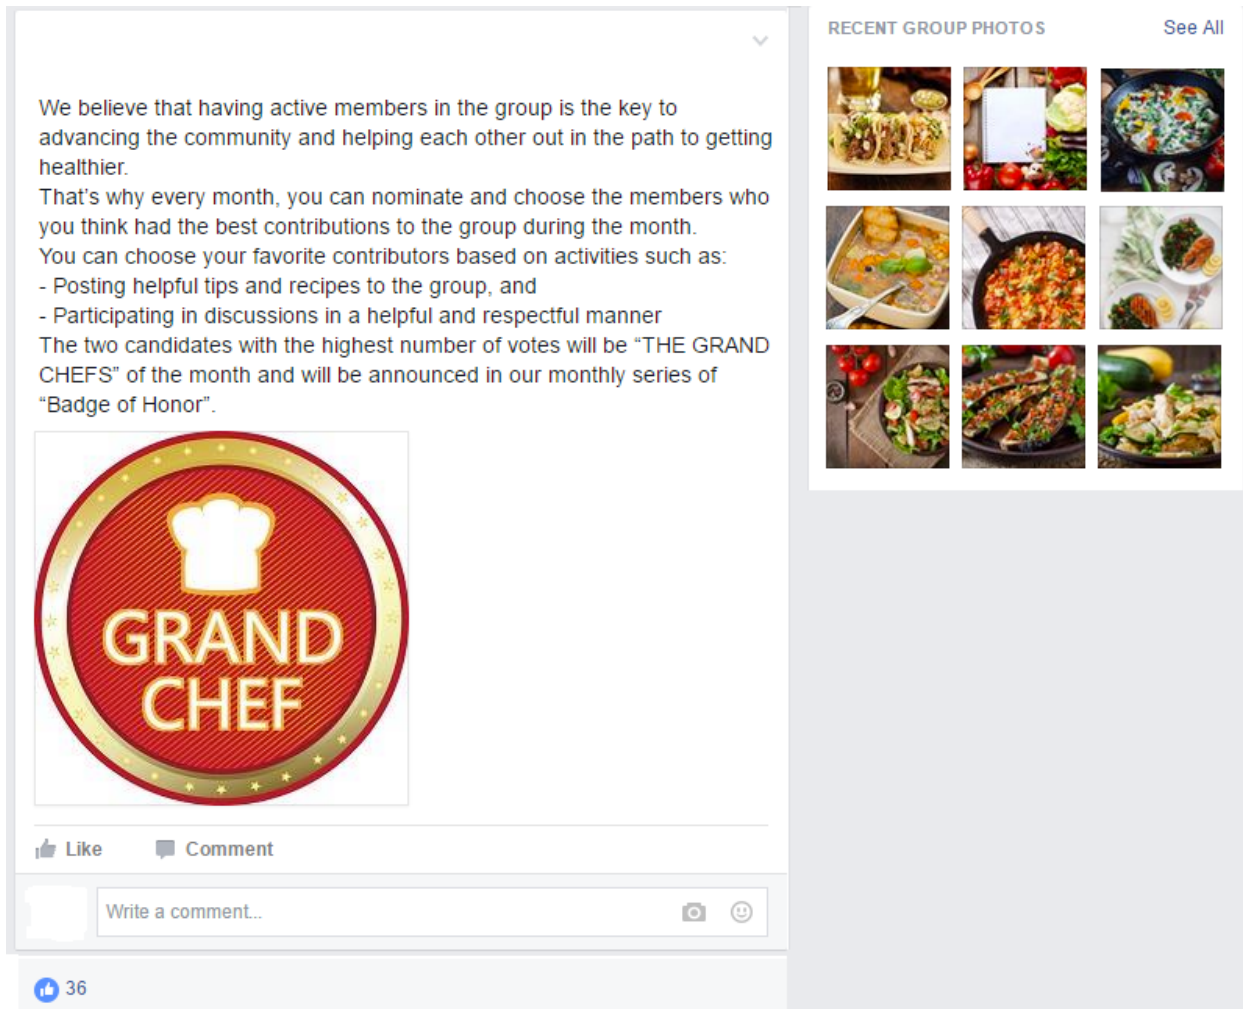 We believe that having active members in the group is the key to
advancing the community and helping each other out in the path to getting
healthier.
That’s why every month, you can nominate and choose the members who
you think had the best contributions to the group during the month.
You can choose your favorite contributors based on activities such as:
- Posting helpful tips and recipes to the group, and
- Participating in discussions in a helpful and respectful manner
The two candidates with the highest number of votes will be “THE GRAND
CHEFS” of the month and will be announced in our monthly series of
“Badge of Honor”.
GRAND
CHEF
Like Comment
Write a comment...
36
RECENT GROUP PHOTOS See All